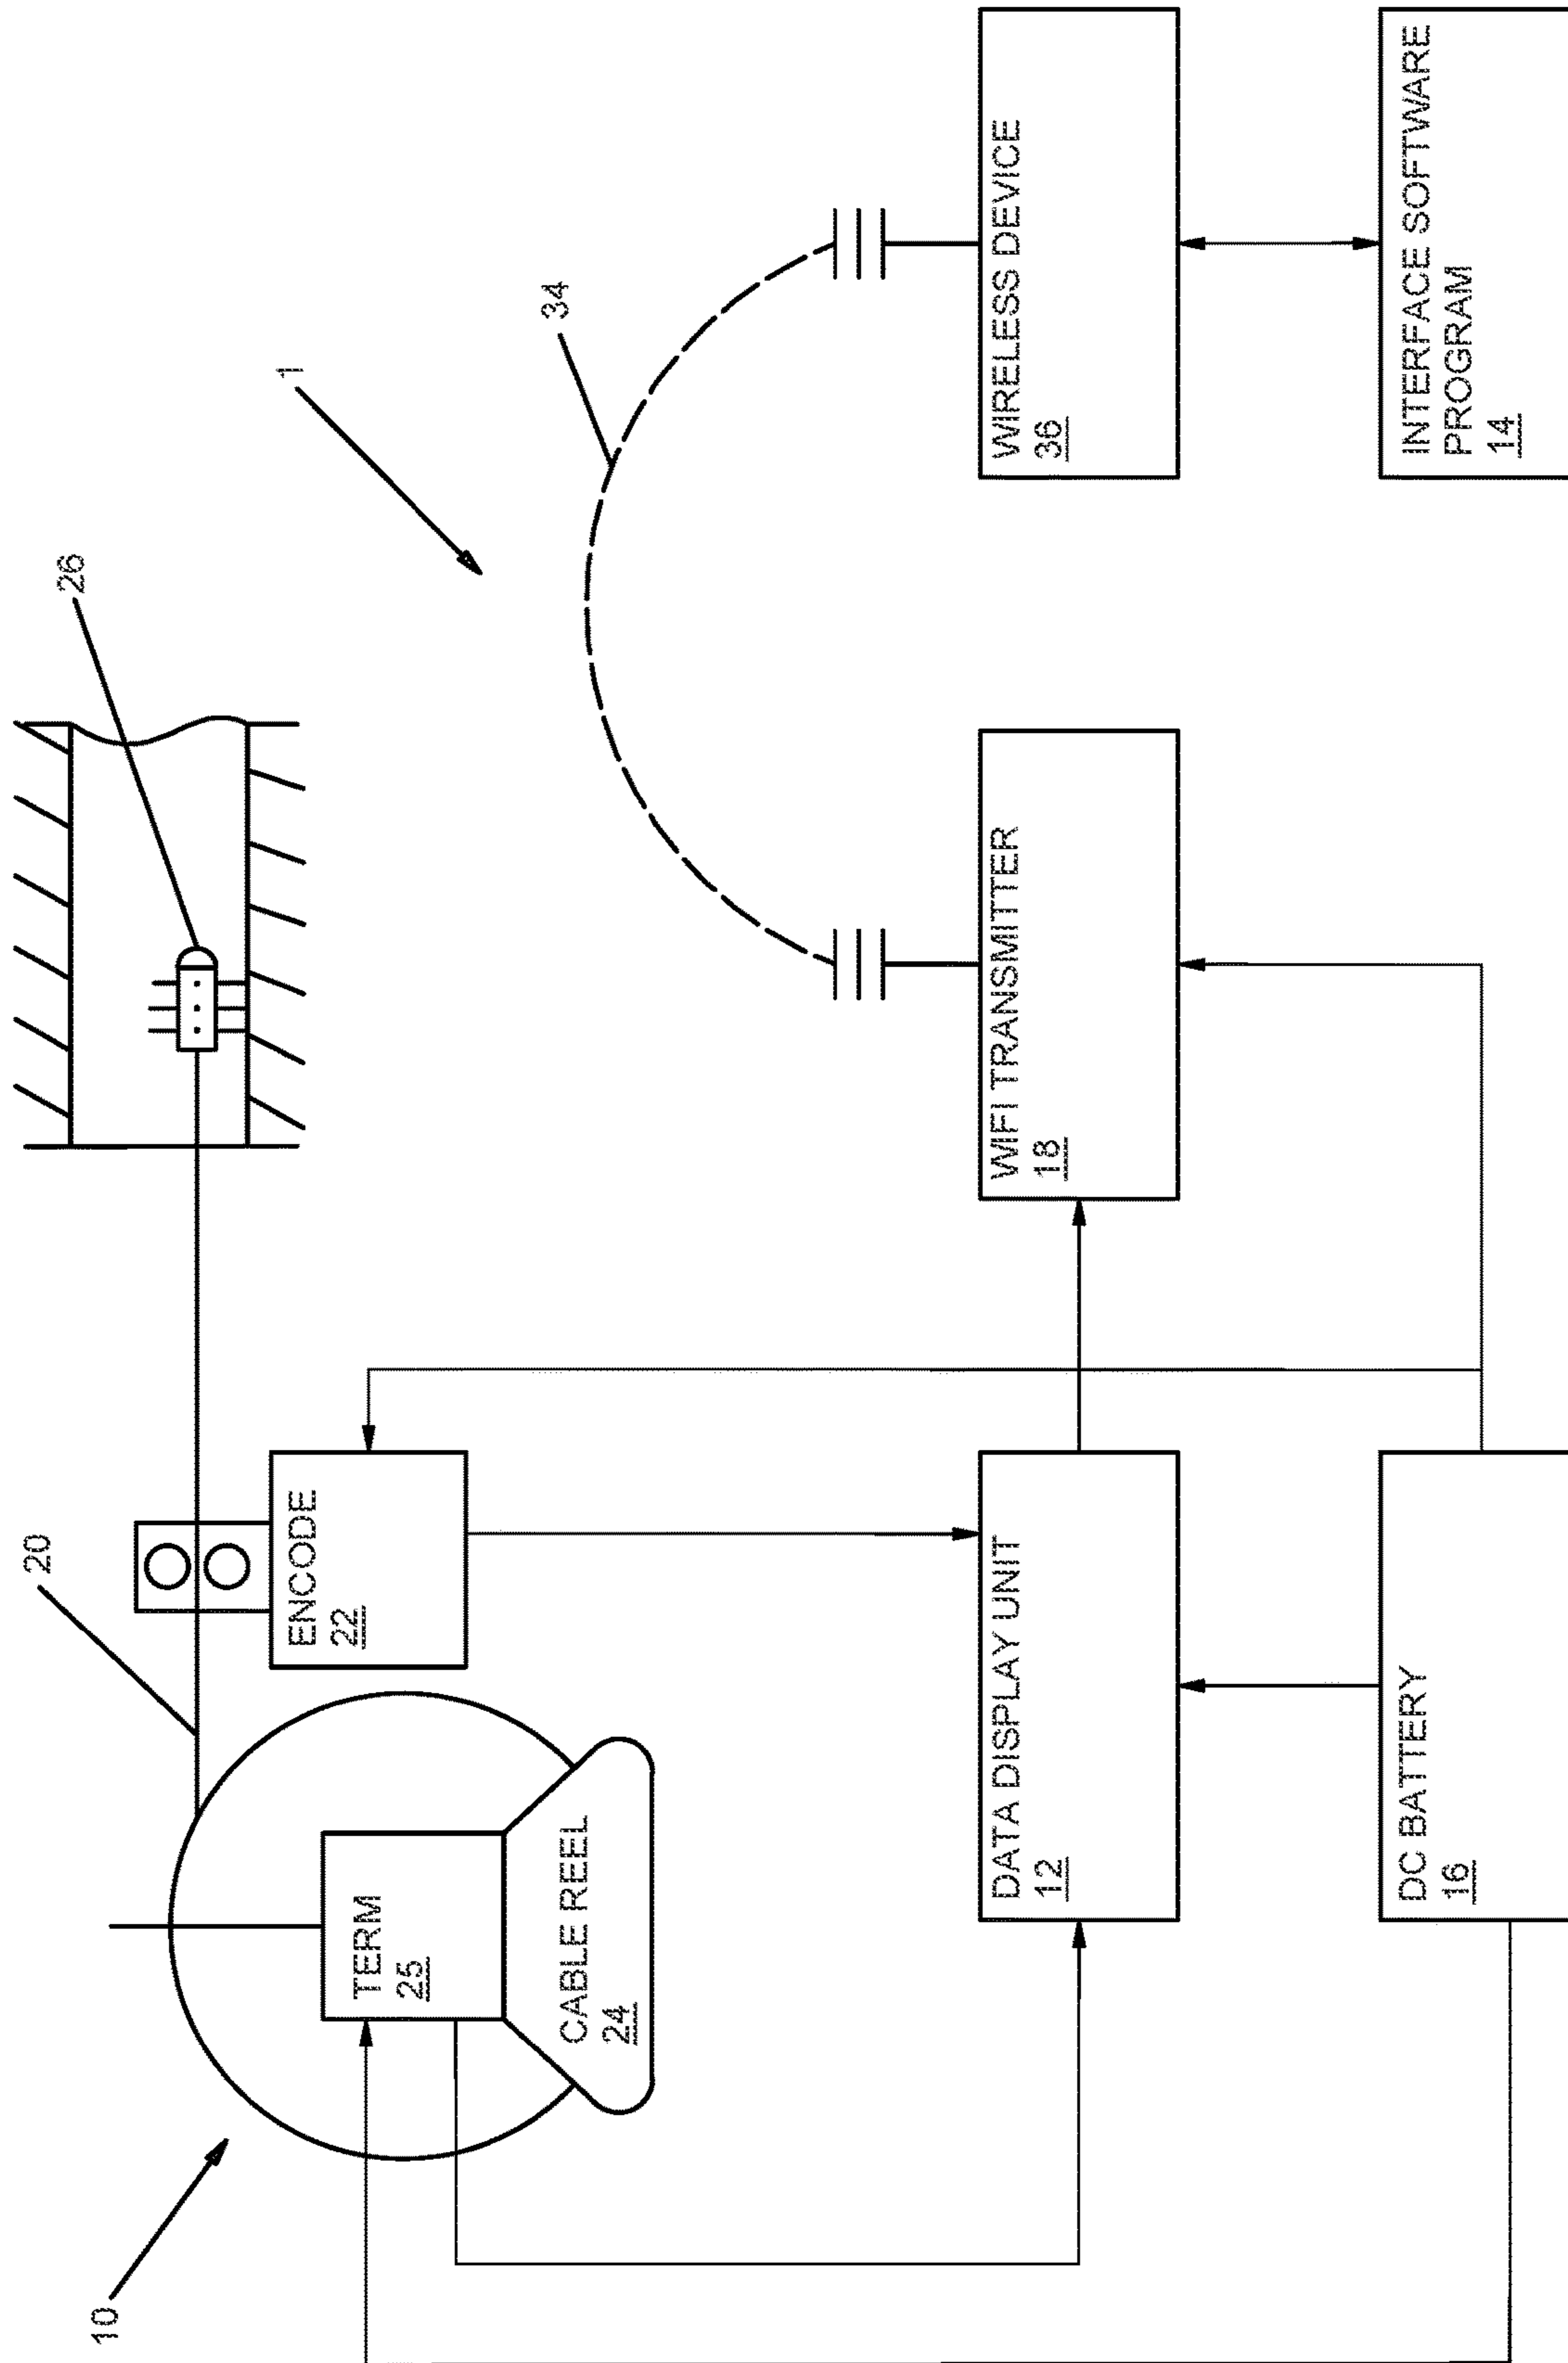 10
20
26
1
34
TERM
25
CABLE REEL
24
ENCODE
22
DATA DISPLAY UNIT
12
WIFI TRANSMITTER
18
WIRELESS DEVICE
36
DC BATTERY
16
INTERFACE SOFTWARE
PROGRAM
14